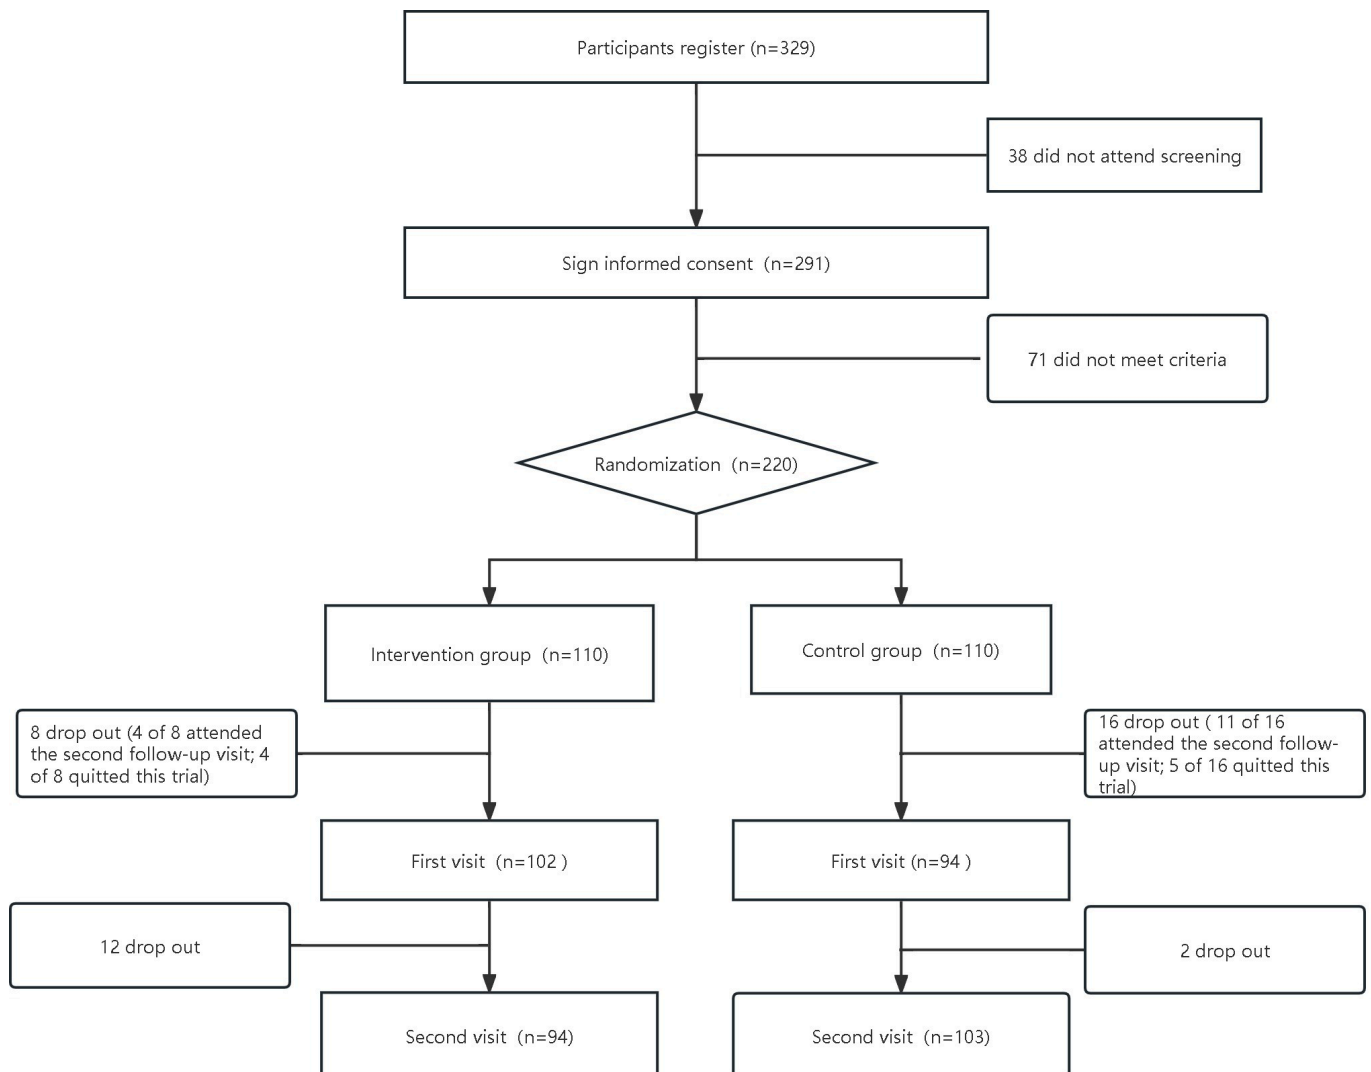 Participants register (n=329)
38 did not attend screening
Sign informed consent (n=291)
71 did not meet criteria
Randomization (n=220)
Intervention group (n=110)
Control group (n=110)
8 drop out (4 of 8 attended
the second follow-up visit; 4
of 8 quitted this trial)
16 drop out ( 11 of 16
attended the second follow-
up visit; 5 of 16 quitted this
trial)
First visit (n=102 )
First visit (n=94 )
12 drop out
2 drop out
Second visit (n=94)
Second visit (n=103)